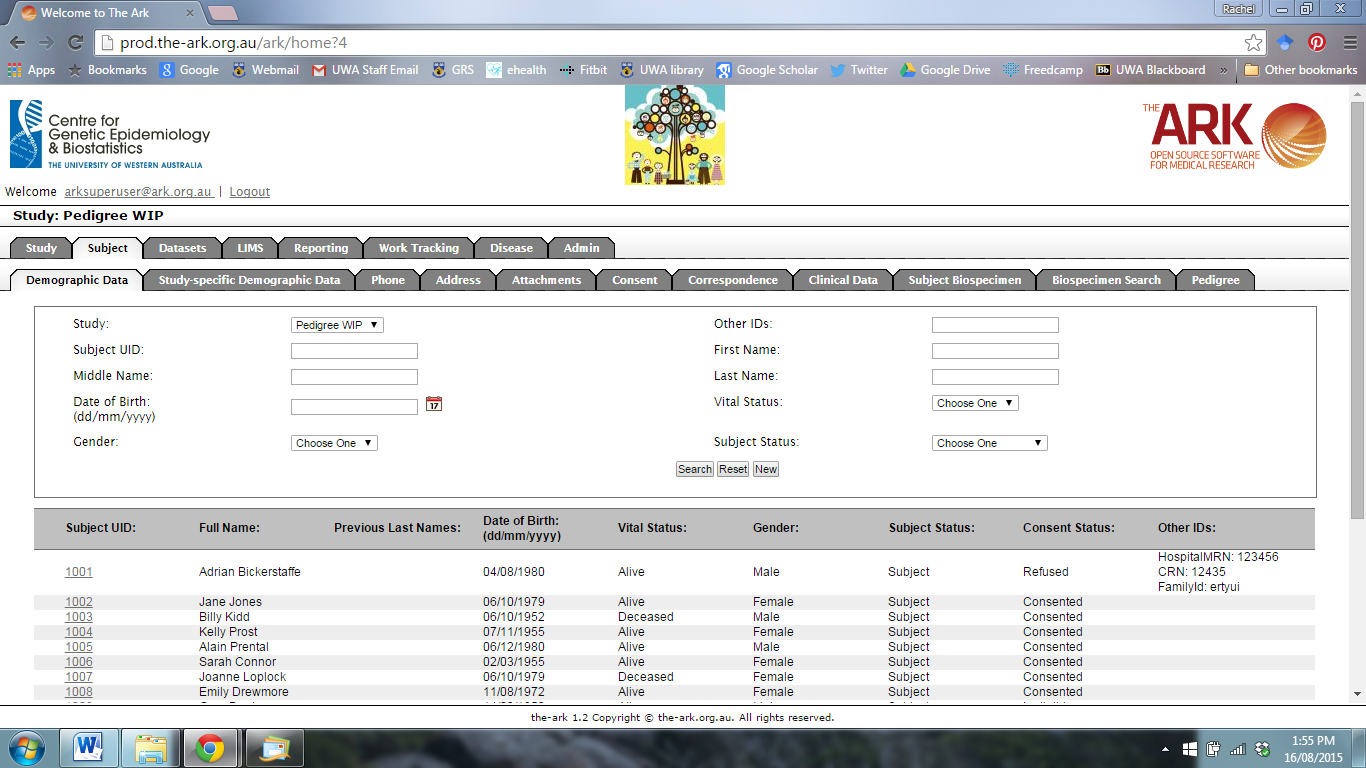 Welcome to The Ark
Rachel
prod.the-ark.org.au/ark/home?4
Apps Bookmarks Google Webmail UWA Staff Email GRS ehealth Fitbit UWA library Google Scholar Twitter Google Drive Freedcamp Bb UWA Blackboard » Other bookmarks
Centre for
Genetic Epidemiology
& Biostatistics
THE UNIVERSITY OF WESTERN AUSTRALIA
THE ARK
OPEN SOURCE SOFTWARE
FOR MEDICAL RESEARCH
Welcome arksuperuser@ark.org.au | Logout
Study: Pedigree WIP
Study Subject Datasets LIMS Reporting Work Tracking Disease Admin
Demographic Data Study-specific Demographic Data Phone Address Attachments Consent Correspondence Clinical Data Subject Biospecimen Biospecimen Search Pedigree
Study: Pedigree WIP Other IDs:
Subject UID: First Name:
Middle Name: Last Name:
Date of Birth: 17 Vital Status: Choose One
(dd/mm/yyyy)
Gender: Choose One Subject Status: Choose One
Search Reset New
Subject UID: Full Name: Previous Last Names: Date of Birth: (dd/mm/yyyy) Vital Status: Gender: Subject Status: Consent Status: Other IDs:
HospitalMRN: 123456
1001 Adrian Bickerstaffe 04/08/1980 Alive Male Subject Refused CRN: 12435
FamilyId: ertyui
1002 Jane Jones 06/10/1979 Alive Female Subject Consented
1003 Billy Kidd 06/10/1952 Deceased Male Subject Consented
1004 Kelly Prost 07/11/1955 Alive Female Subject Consented
1005 Alain Prental 06/12/1980 Alive Male Subject Consented
1006 Sarah Connor 02/03/1955 Alive Female Subject Consented
1007 Joanne Loplock 06/10/1979 Deceased Female Subject Consented
1008 Emily Drewmore 11/08/1972 Alive Female Subject Consented
the-ark 1.2 Copyright © the-ark.org.au. All rights reserved.
1:55 PM
16/08/2015